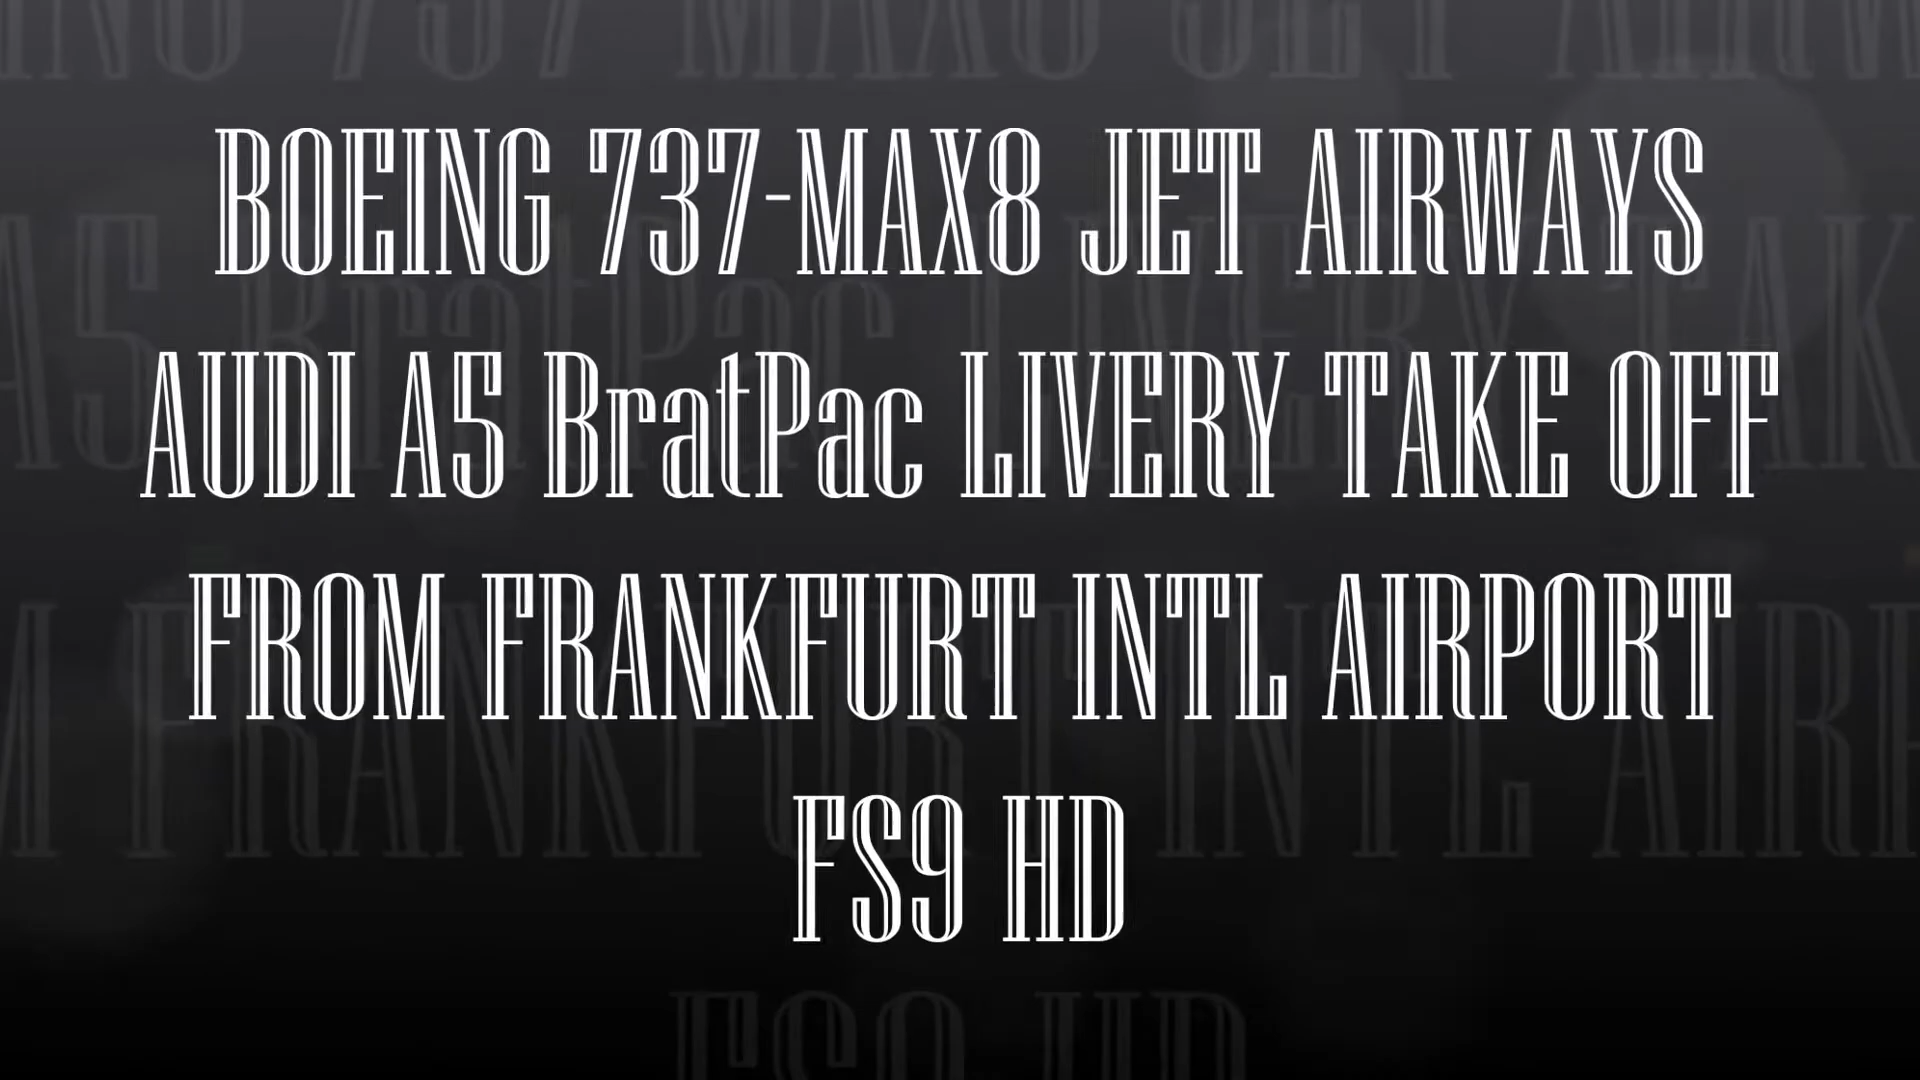 BOEING 737-MAX8 JET AIRWAYS
AUDI A5 BratPac LIVERY TAKE OFF
FROM FRANKFURT INTL AIRPORT
FS9 HD